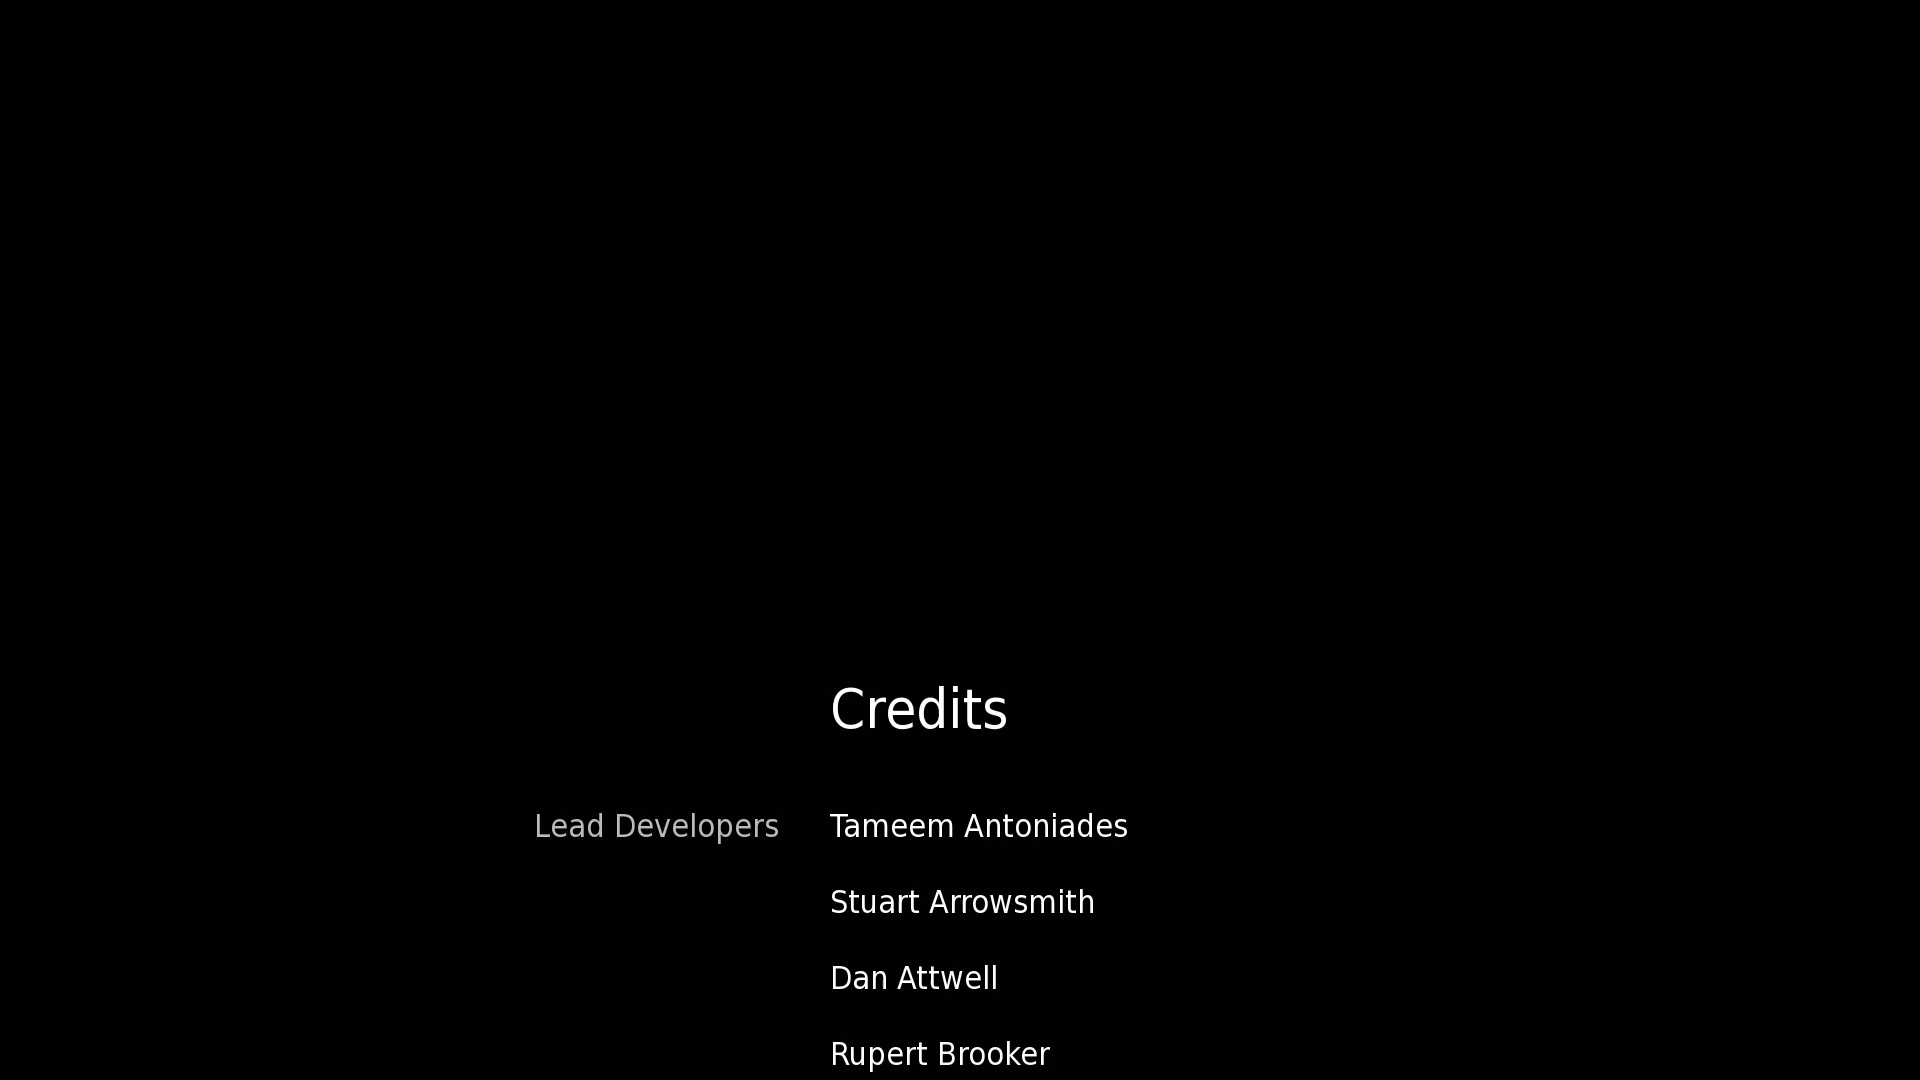 Credits
Lead Developers Tameem Antoniades
Stuart Arrowsmith
Dan Attwell
Rupert Brooker